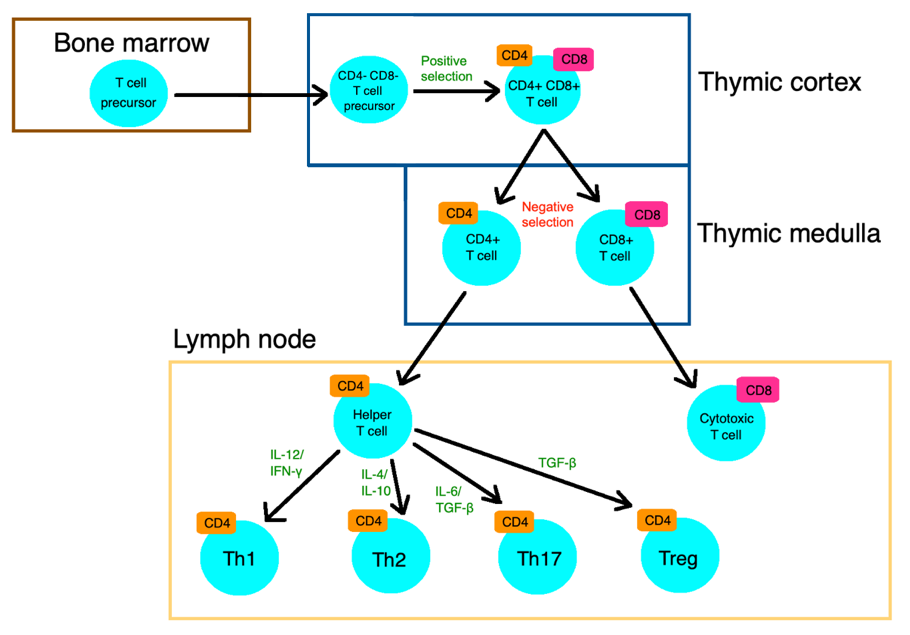 Bone marrow
T cell
precursor
CD4- CD8-
T cell
precursor
Positive
selection
CD4
CD8
CD4+ CD8+
T cell
Thymic cortex
CD4
CD4+
T cell
Negative
selection
CD8
CD8+
T cell
Thymic medulla
Lymph node
CD4
Helper
T cell
CD8
Cytotoxic
T cell
IL-12/
IFN-γ
IL-4/
IL-10
IL-6/
TGF-β
TGF-β
CD4
Th1
CD4
Th2
CD4
Th17
CD4
Treg